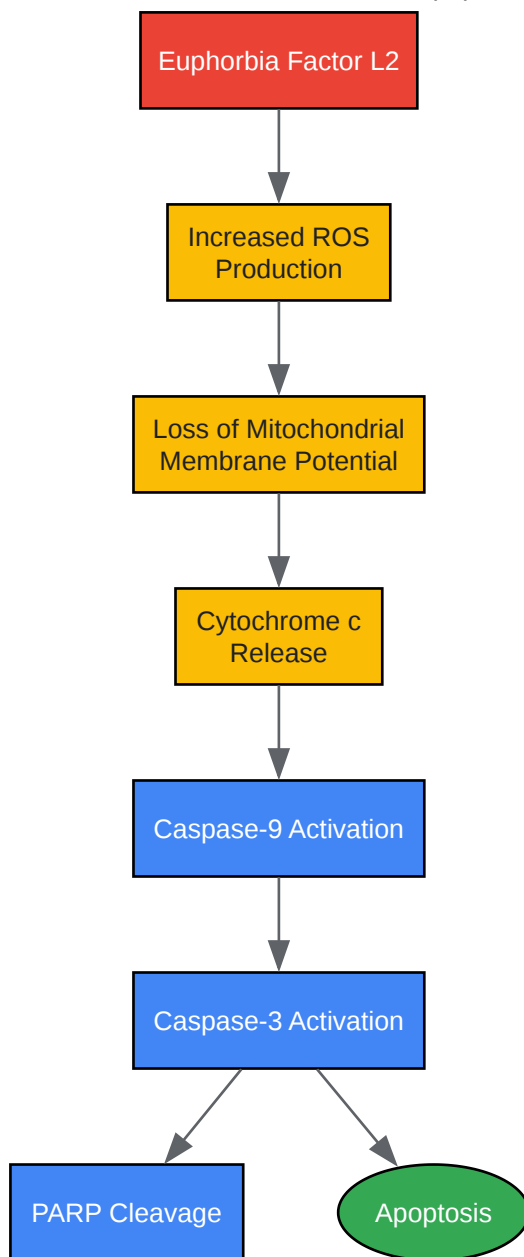 Euphorbia Factor L2
Increased ROS
Production
Loss of Mitochondrial
Membrane Potential
Cytochrome c
Release
Caspase-9 Activation
Caspase-3 Activation
PARP Cleavage
Apoptosis